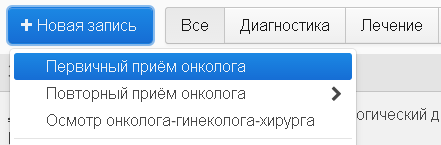 + Новая запись Все Диагностика Лечение
Первичный приём онколога
Повторный приём онколога
Осмотр онколога-гинеколога-хирурга